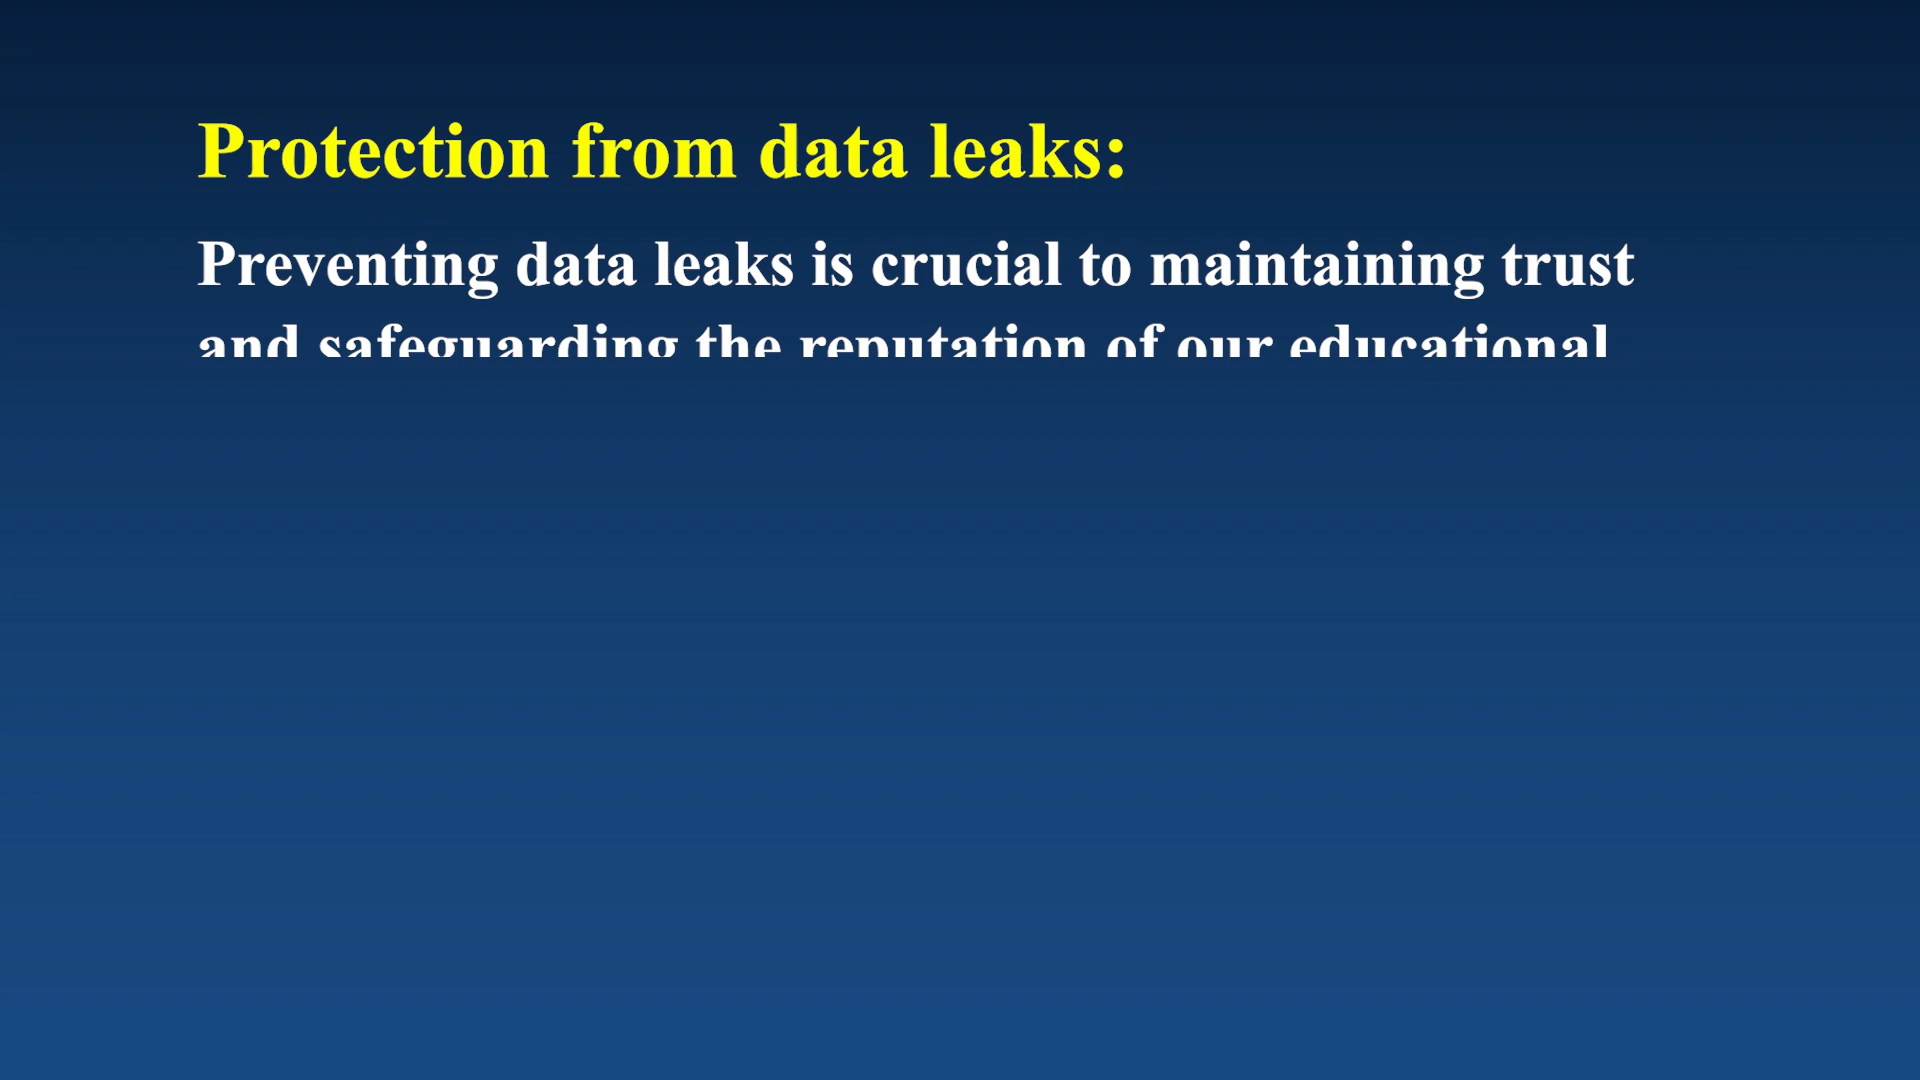 Protection from data leaks:
Preventing data leaks is crucial to maintaining trust
and safeguarding the reputation of our educational